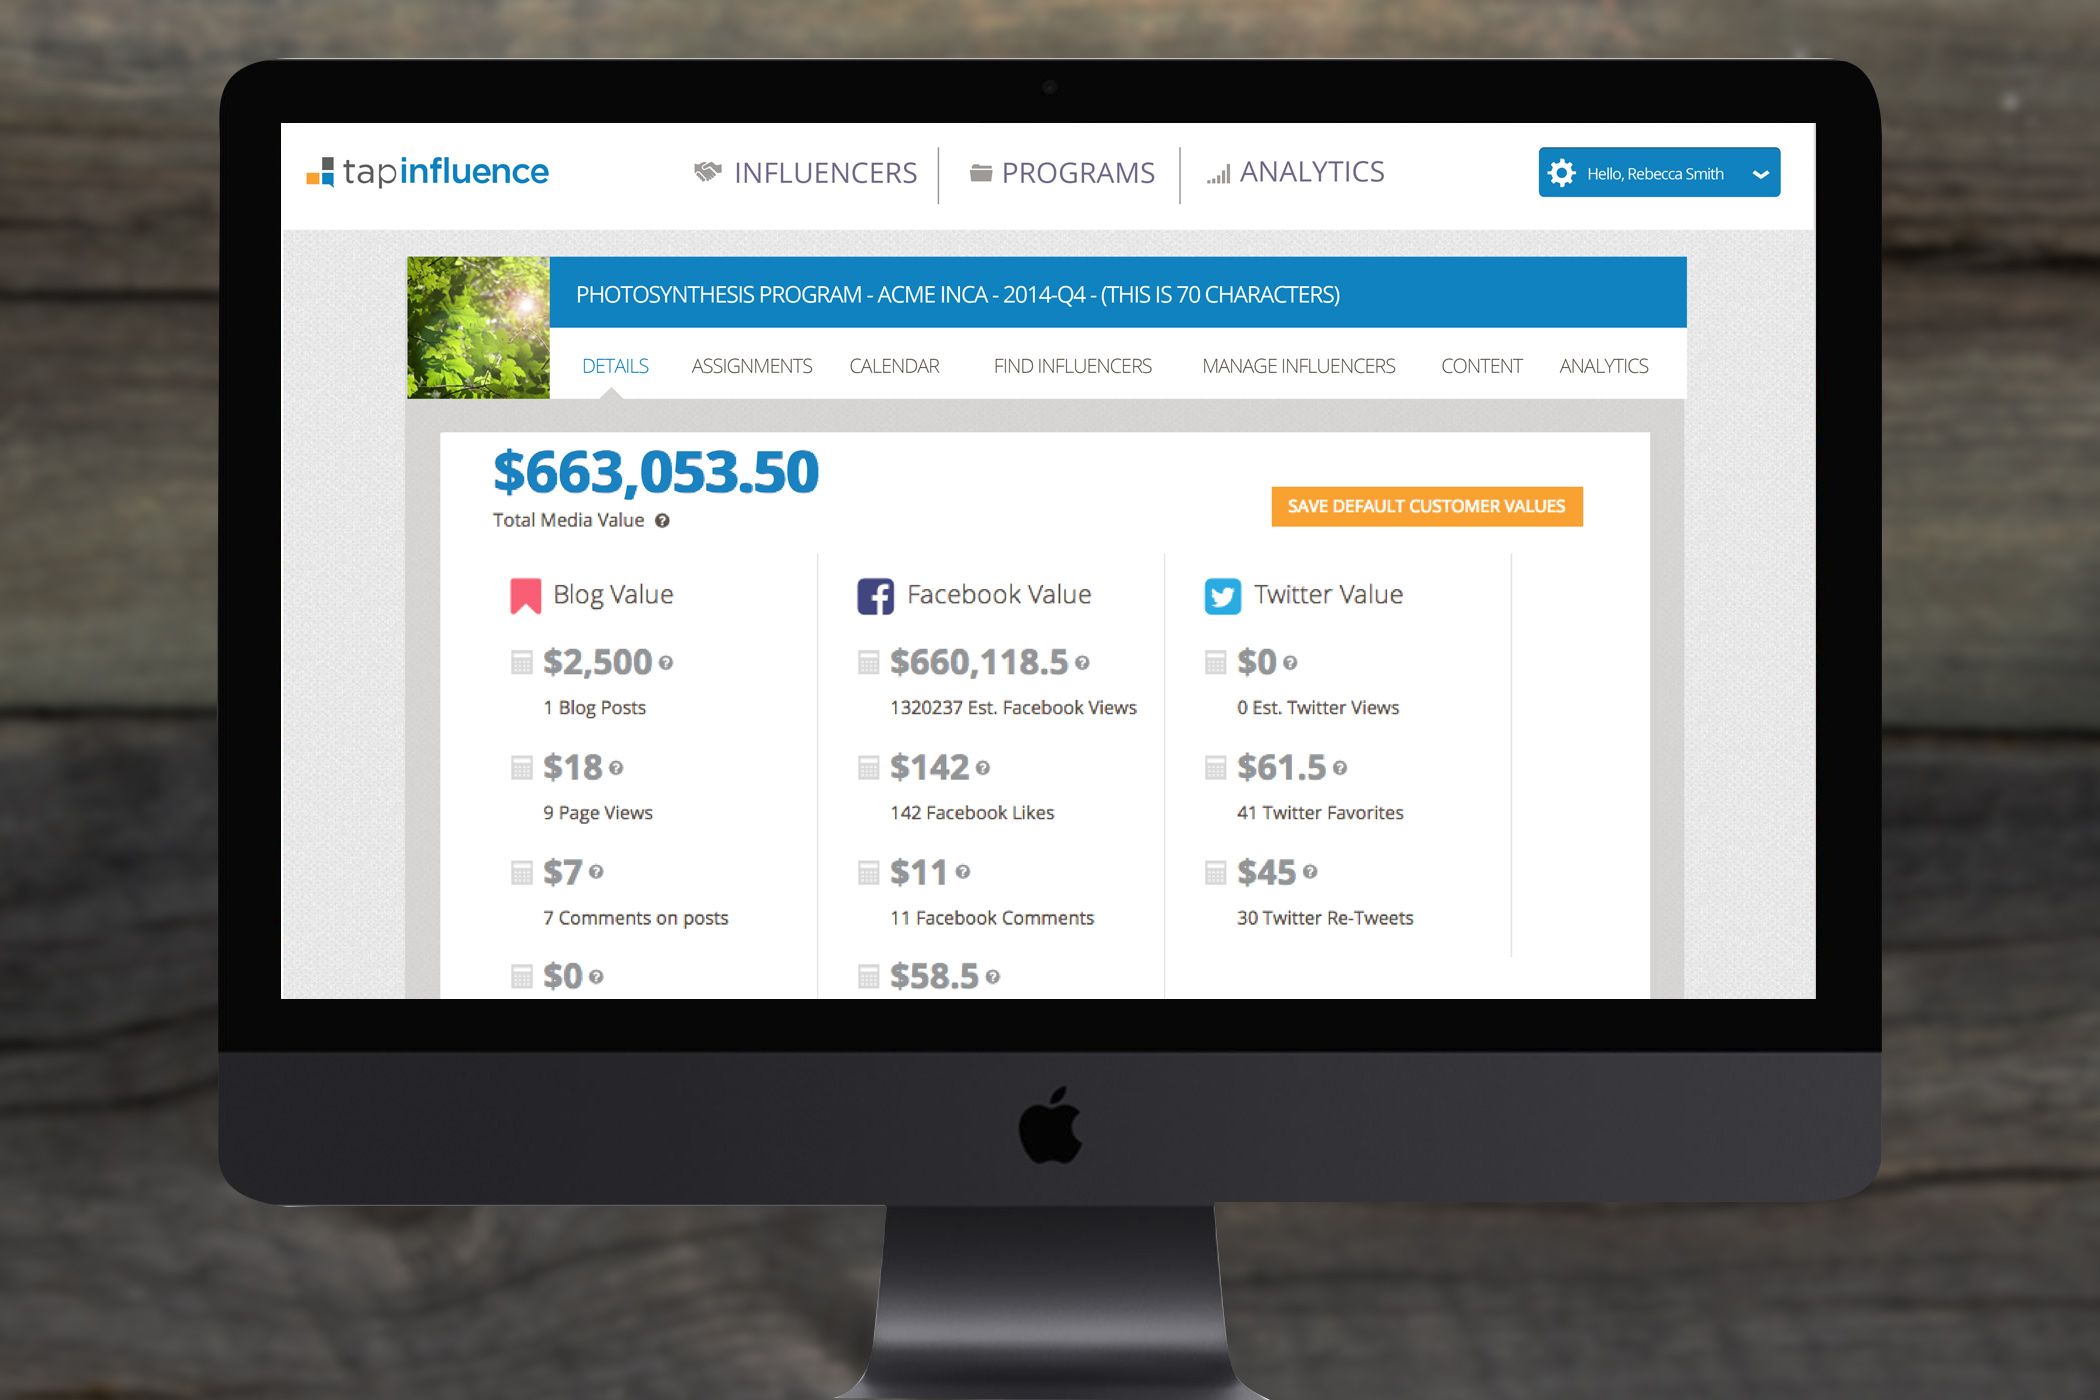 tapinfluence
INFLUENCERS
PROGRAMS
ANALYTICS
Hello, Rebecca Smith
PHOTOSYNTHESIS PROGRAM - ACME INCA - 2014-Q4 - (THIS IS 70 CHARACTERS)
DETAILS
ASSIGNMENTS
CALENDAR
FIND INFLUENCERS
MANAGE INFLUENCERS
CONTENT
ANALYTICS
$663,053.50
Total Media Value ?
SAVE DEFAULT CUSTOMER VALUES
Blog Value
$2,500 ?
1 Blog Posts
$18 ?
9 Page Views
$7 ?
7 Comments on posts
$0 ?
Facebook Value
$660,118.5 ?
1320237 Est. Facebook Views
$142 ?
142 Facebook Likes
$11 ?
11 Facebook Comments
$58.5 ?
Twitter Value
$0 ?
0 Est. Twitter Views
$61.5 ?
41 Twitter Favorites
$45 ?
30 Twitter Re-Tweets